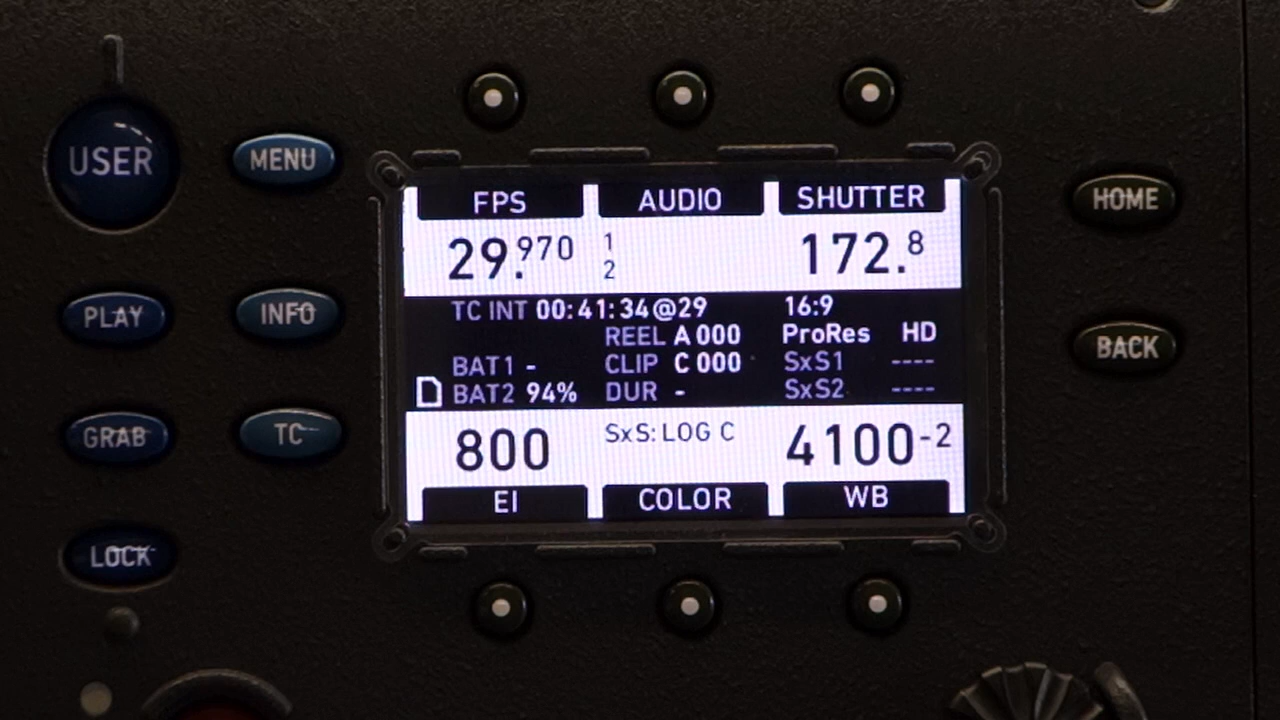 USER
MENU
PLAY
INFO
GRAB
TC
LOCK
FPS AUDIO SHUTTER
29.970 1 172.8
2
TC INT 00:41:34@29 16:9
REEL A 000 ProRes HD
BAT1 - CLIP C 000 SxS1 ----
BAT2 94% DUR - SxS2 ----
800 SxS: LOG C 4100-2
EI COLOR WB
HOME
BACK